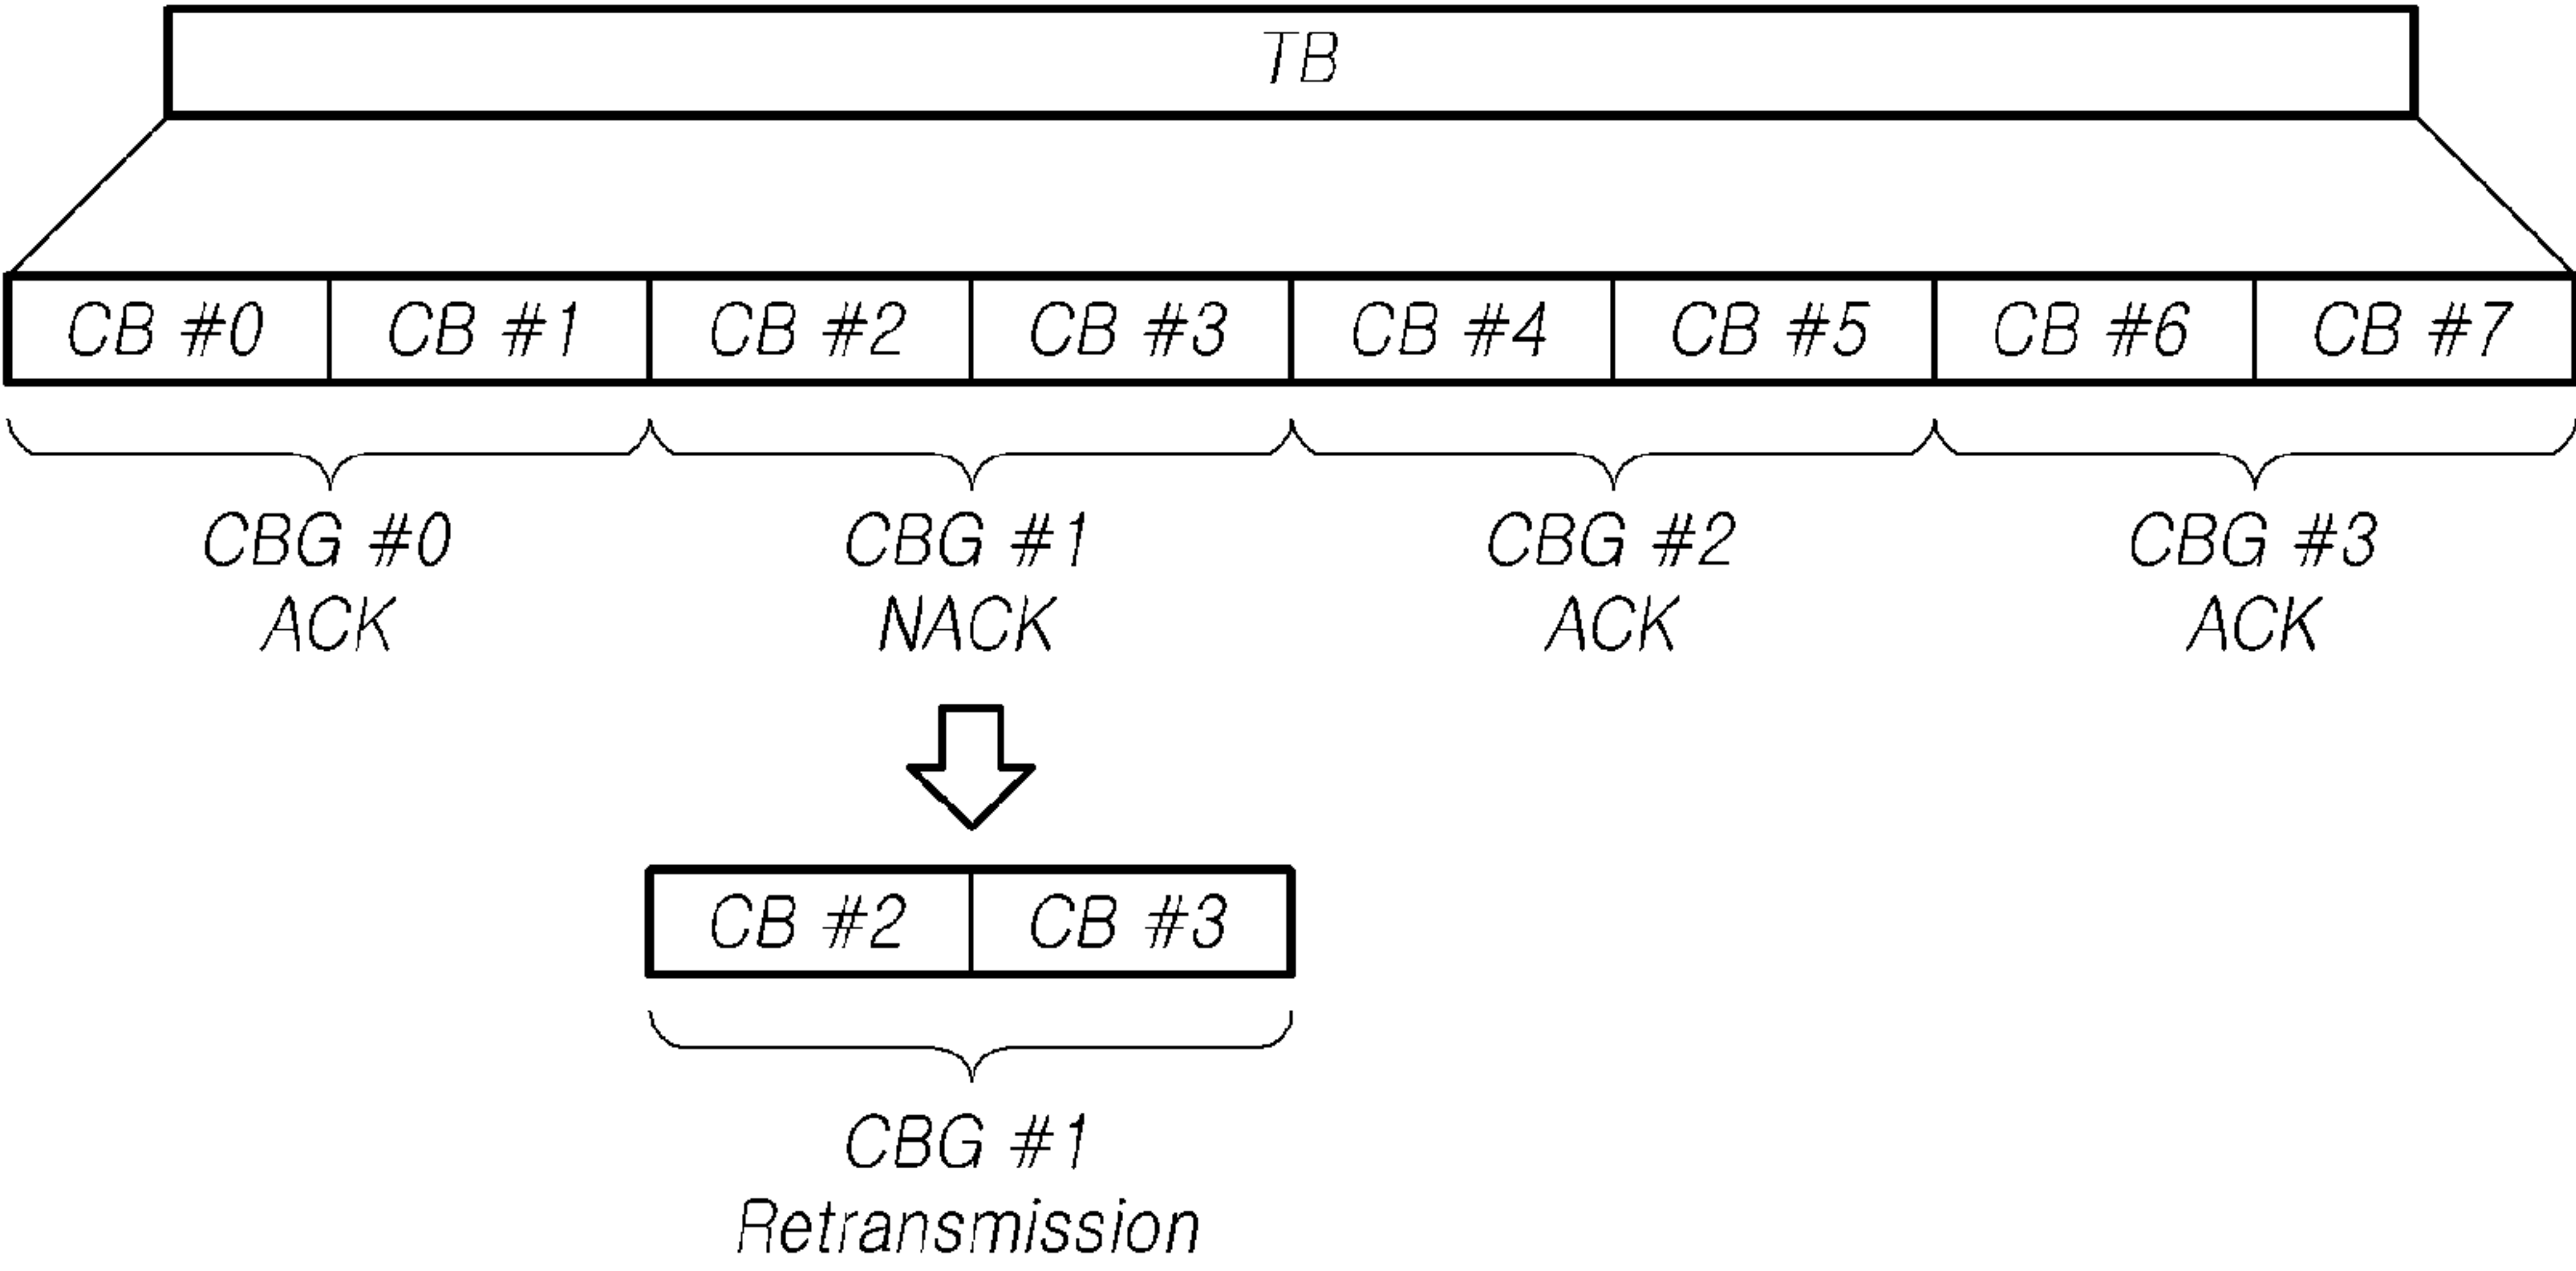 TB
CB #0 CB #1 CB #2 CB #3 CB #4 CB #5 CB #6 CB #7
CBG #0 CBG #1 CBG #2 CBG #3
ACK NACK ACK ACK
CB #2 CB #3
CBG #1
Retransmission